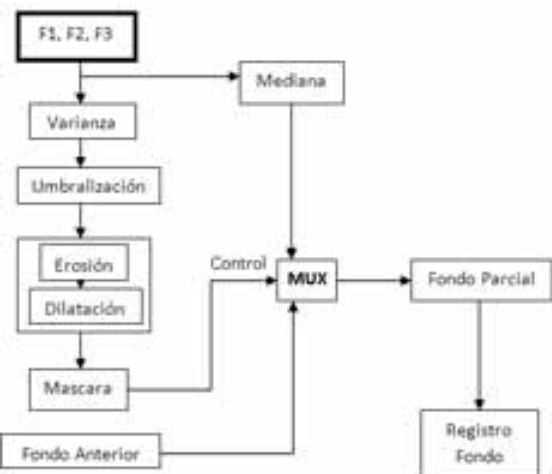 F1, F2, F3
Mediana
Varianza
Umbralización
Erosión
Control
MUX
Fondo Parcial
Dilatación
Mascara
Fondo Anterior
Registro
Fondo